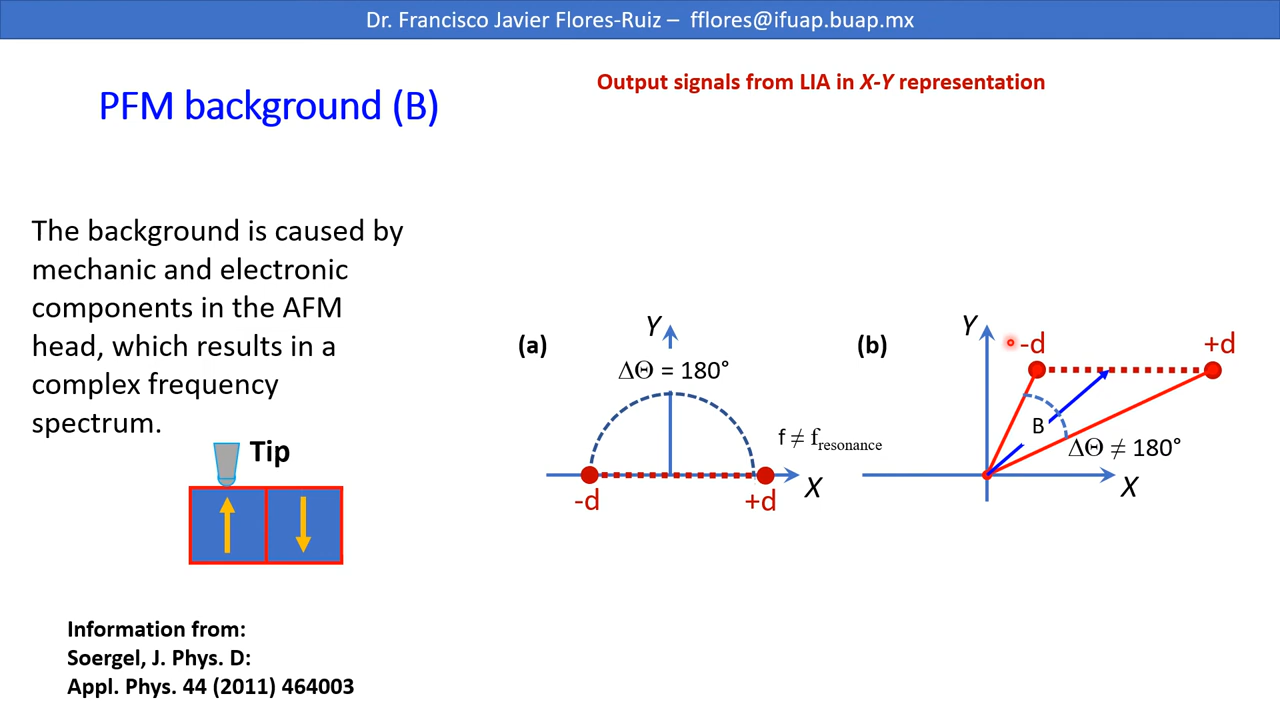 Dr. Francisco Javier Flores-Ruiz – fflores@ifuap.buap.mx
Output signals from LIA in X-Y representation
PFM background (B)
The background is caused by
mechanic and electronic
components in the AFM
head, which results in a
complex frequency
spectrum.
Tip
Information from:
Soergel, J. Phys. D:
Appl. Phys. 44 (2011) 464003
(a)
Y
ΔΘ = 180°
f ≠ fresonance
-d
+d
X
(b)
Y
-d
+d
B
ΔΘ ≠ 180°
X